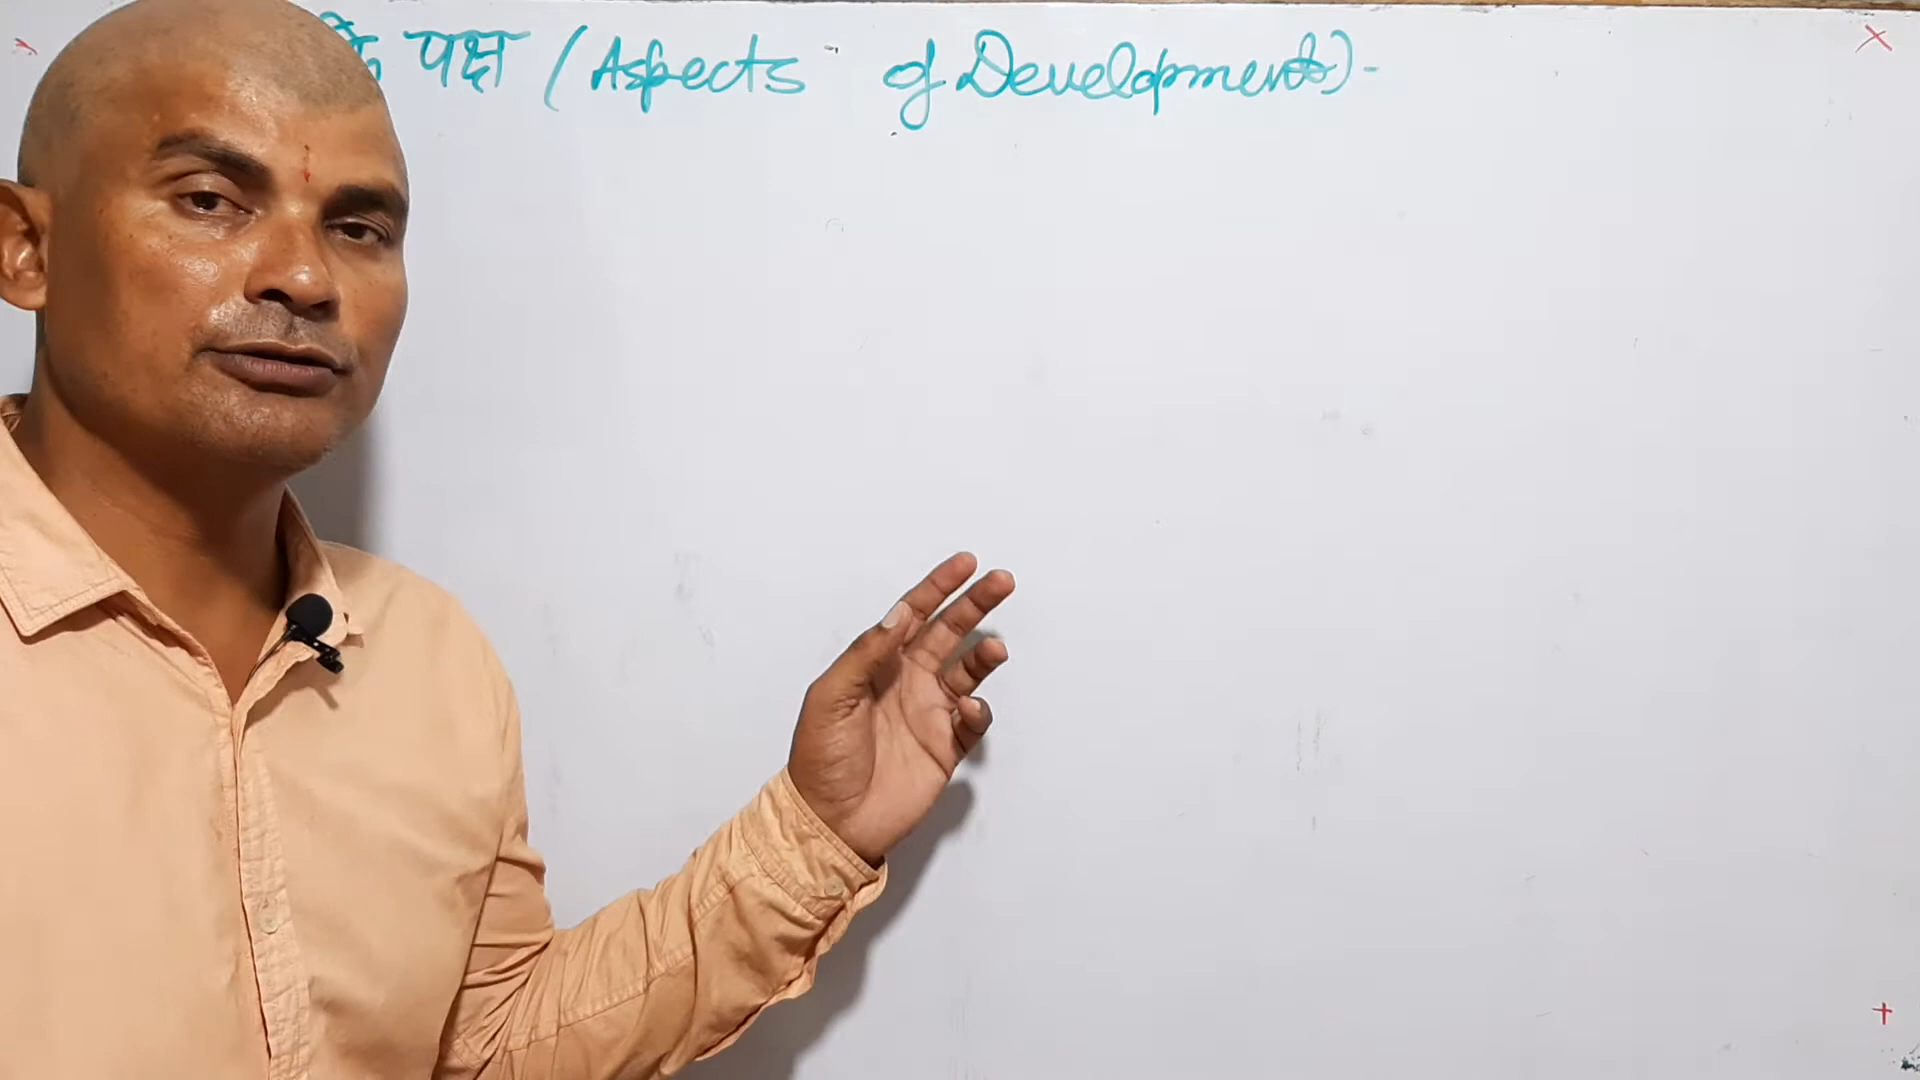 के पक्ष (Aspects of Development)-